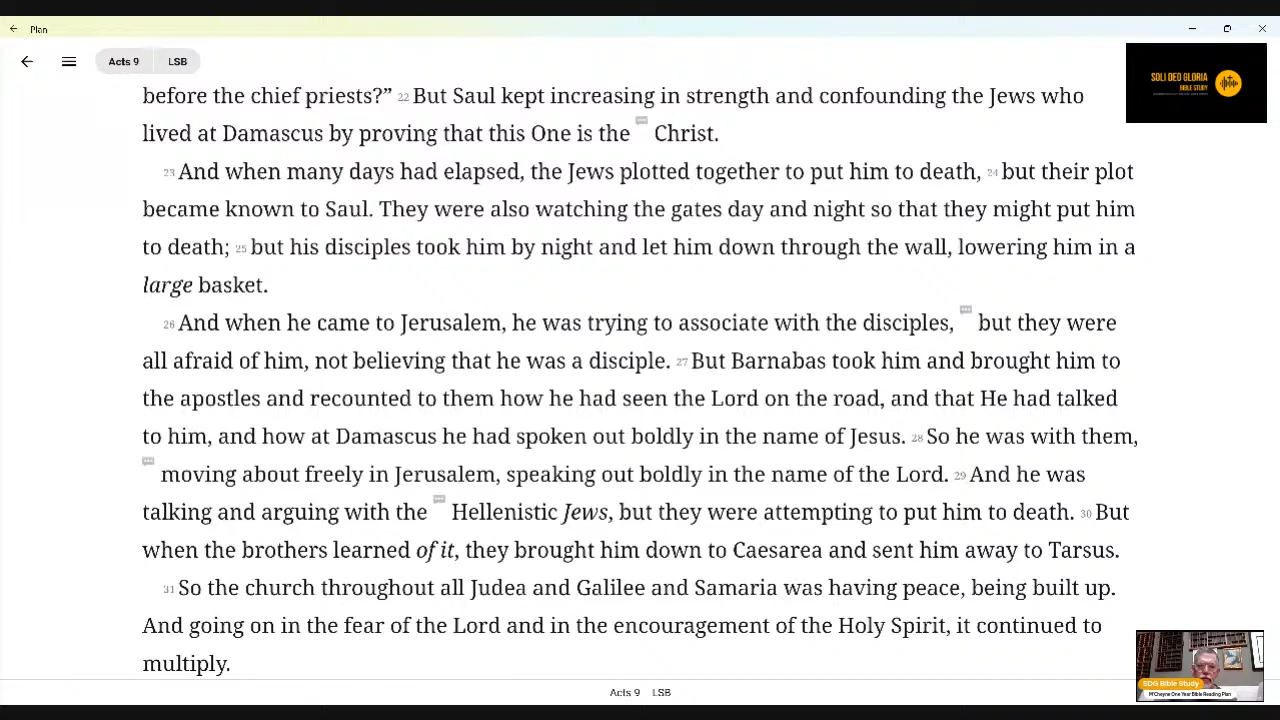 Plan
Acts 9 LSB
SOLI DEO GLORIA
BIBLE STUDY
before the chief priests?” 22 But Saul kept increasing in strength and confounding the Jews who
lived at Damascus by proving that this One is the Christ.
23 And when many days had elapsed, the Jews plotted together to put him to death, 24 but their plot
became known to Saul. They were also watching the gates day and night so that they might put him
to death; 25 but his disciples took him by night and let him down through the wall, lowering him in a
large basket.
26 And when he came to Jerusalem, he was trying to associate with the disciples, but they were
all afraid of him, not believing that he was a disciple. 27 But Barnabas took him and brought him to
the apostles and recounted to them how he had seen the Lord on the road, and that He had talked
to him, and how at Damascus he had spoken out boldly in the name of Jesus. 28 So he was with them,
moving about freely in Jerusalem, speaking out boldly in the name of the Lord. 29 And he was
talking and arguing with the Hellenistic Jews, but they were attempting to put him to death. 30 But
when the brothers learned of it, they brought him down to Caesarea and sent him away to Tarsus.
31 So the church throughout all Judea and Galilee and Samaria was having peace, being built up.
And going on in the fear of the Lord and in the encouragement of the Holy Spirit, it continued to
multiply.
Acts 9 LSB
SDG Bible Study
M'Cheyne One Year Bible Reading Plan